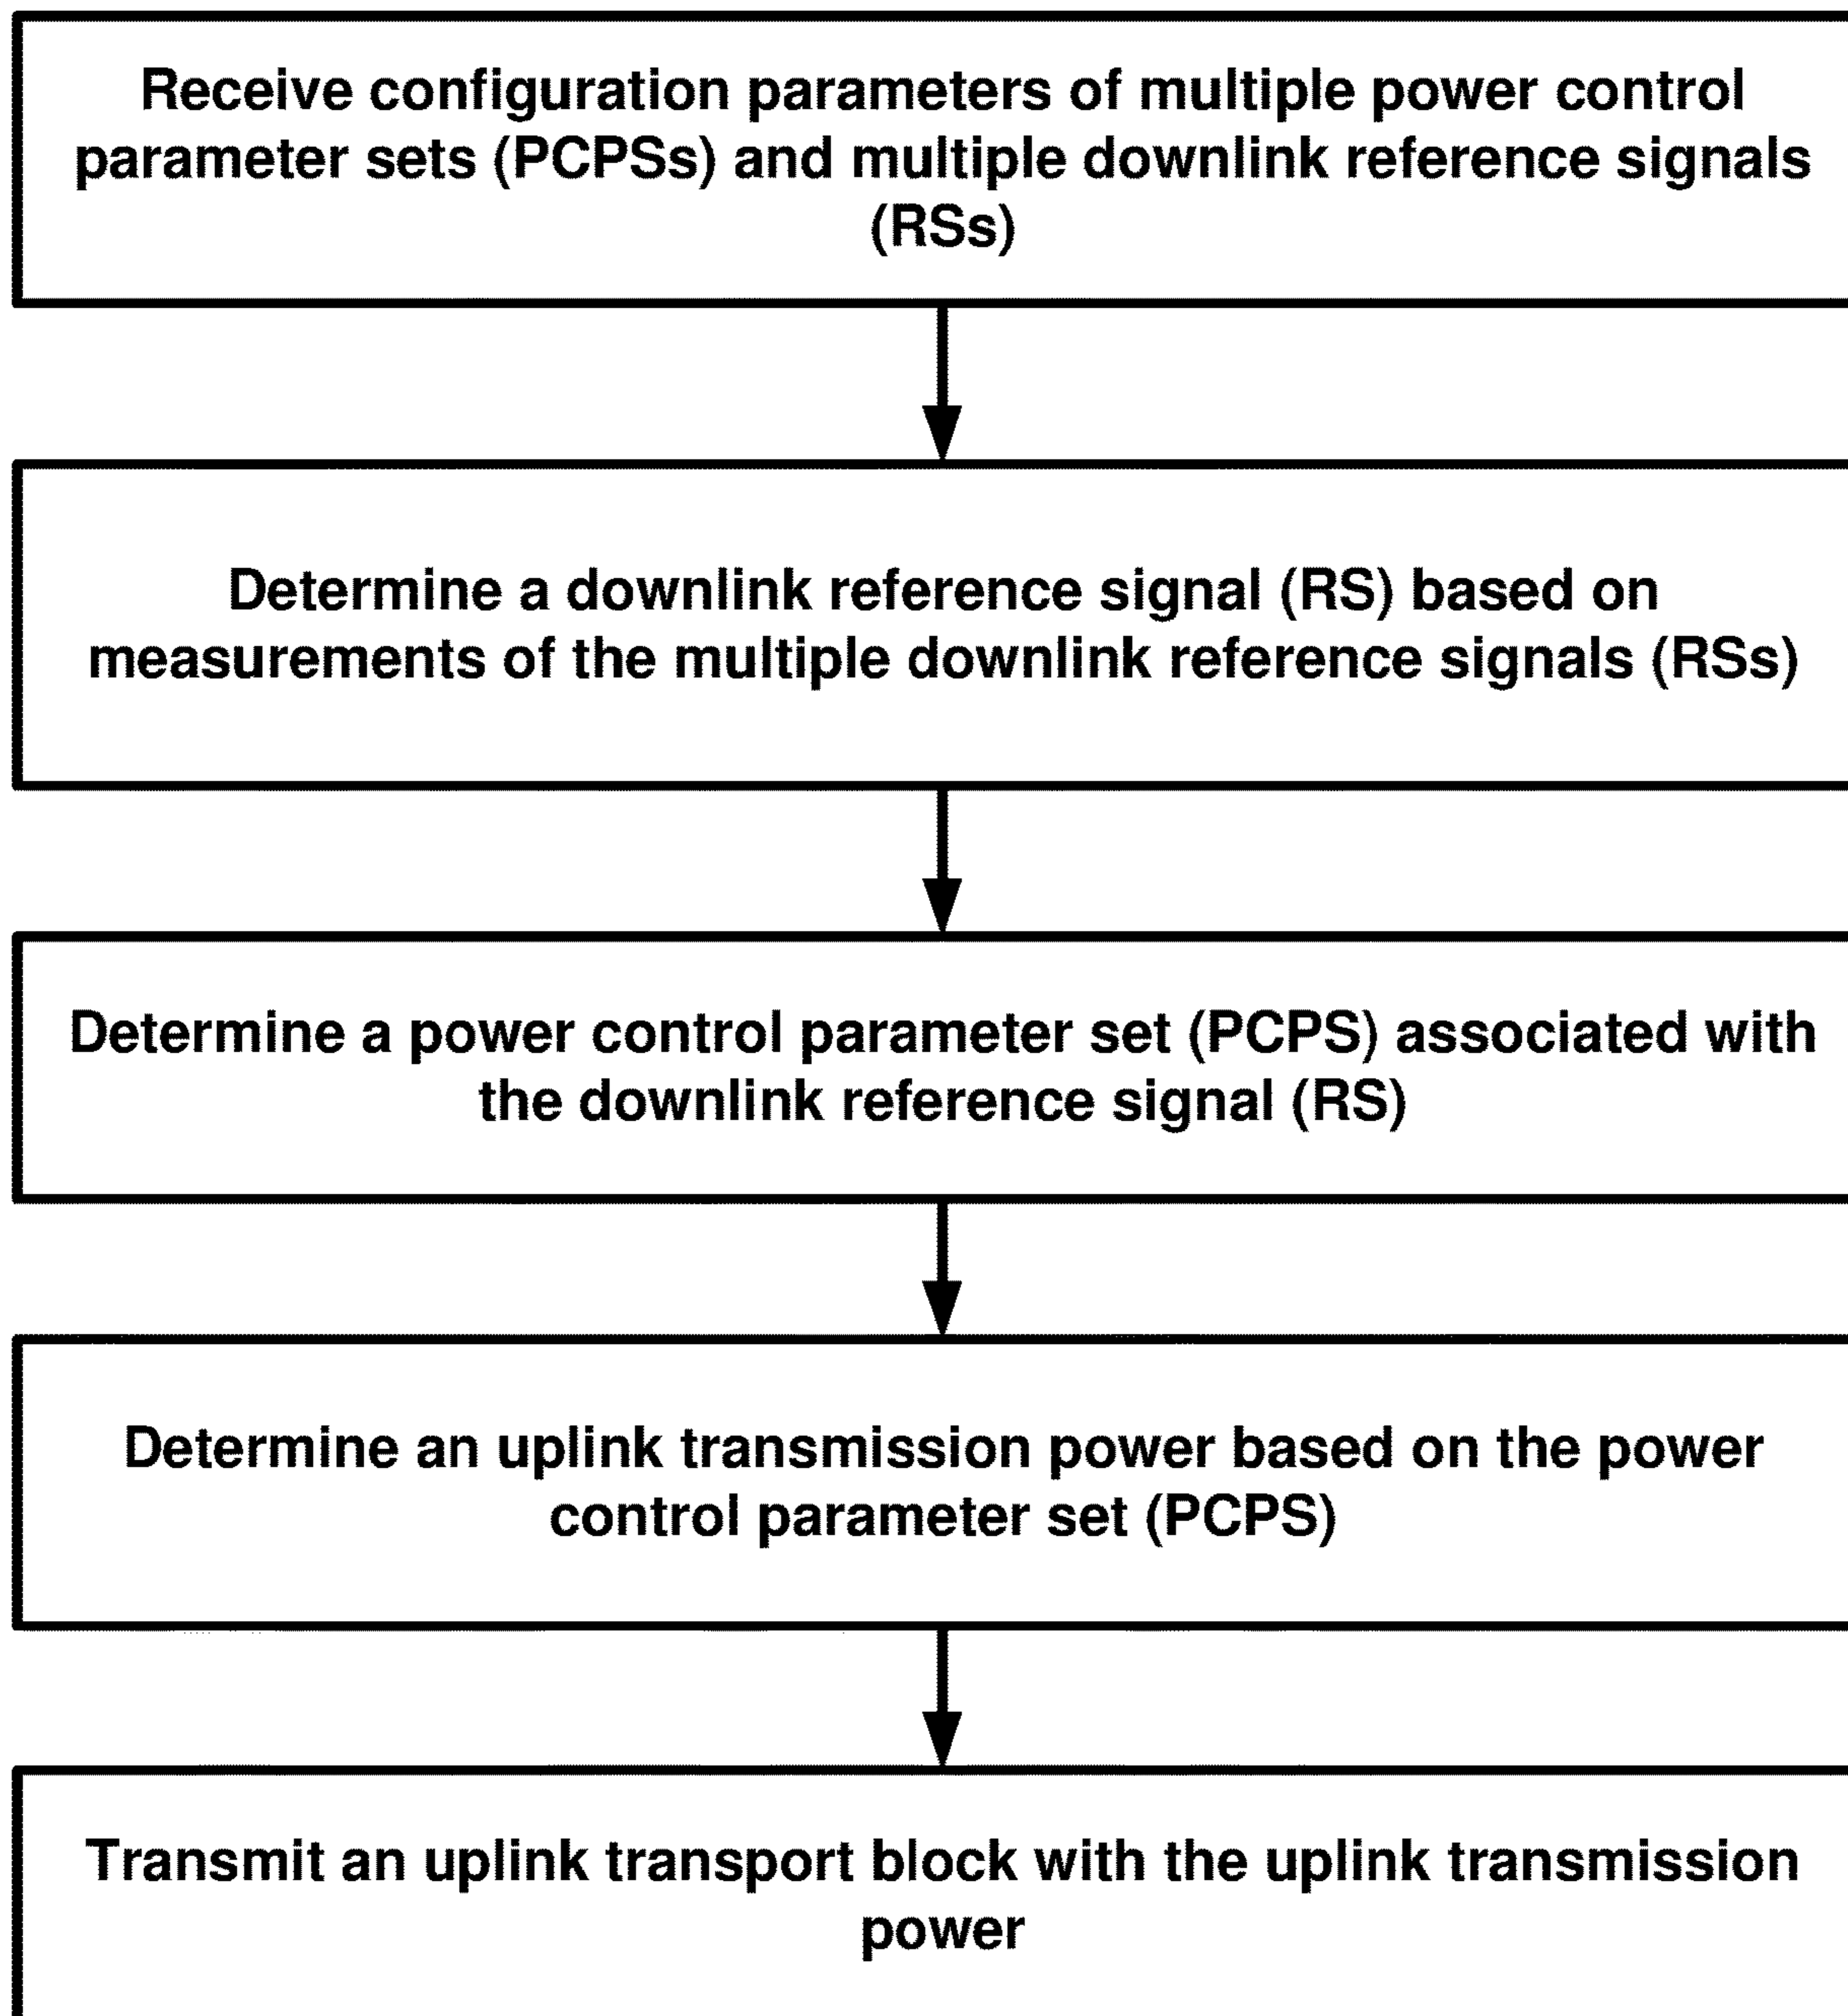 Receive configuration parameters of multiple power control
parameter sets (PCPSs) and multiple downlink reference signals
(RSs)
Determine a downlink reference signal (RS) based on
measurements of the multiple downlink reference signals (RSs)
Determine a power control parameter set (PCPS) associated with
the downlink reference signal (RS)
Determine an uplink transmission power based on the power
control parameter set (PCPS)
Transmit an uplink transport block with the uplink transmission
power